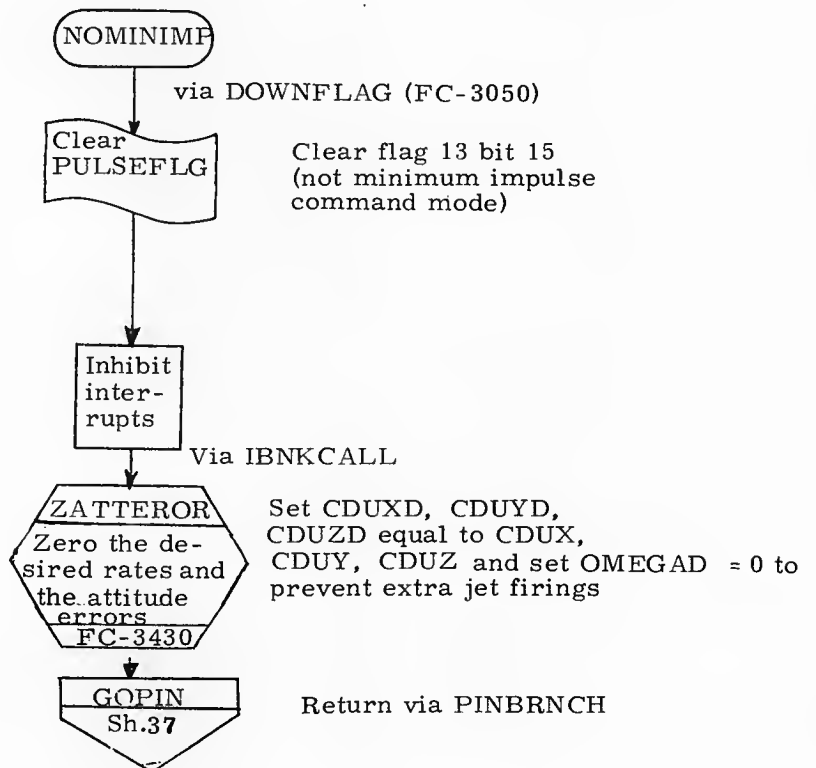 NOMINIMP
via DOWNFLAG (FC-3050)
Clear
PULSEFLG
Clear flag 13 bit 15
(not minimum impulse
command mode)
Inhibit
inter-
rupts
Via IBNKCALL
ZATTEROR
Zero the de-
sired rates and
the attitude
errors
FC-3430
Set CDUXD, CDUYD,
CDUZD equal to CDUX,
CDUY, CDUZ and set OMEGAD = 0 to
prevent extra jet firings
GOPIN
Sh.37
Return via PINBRNCH